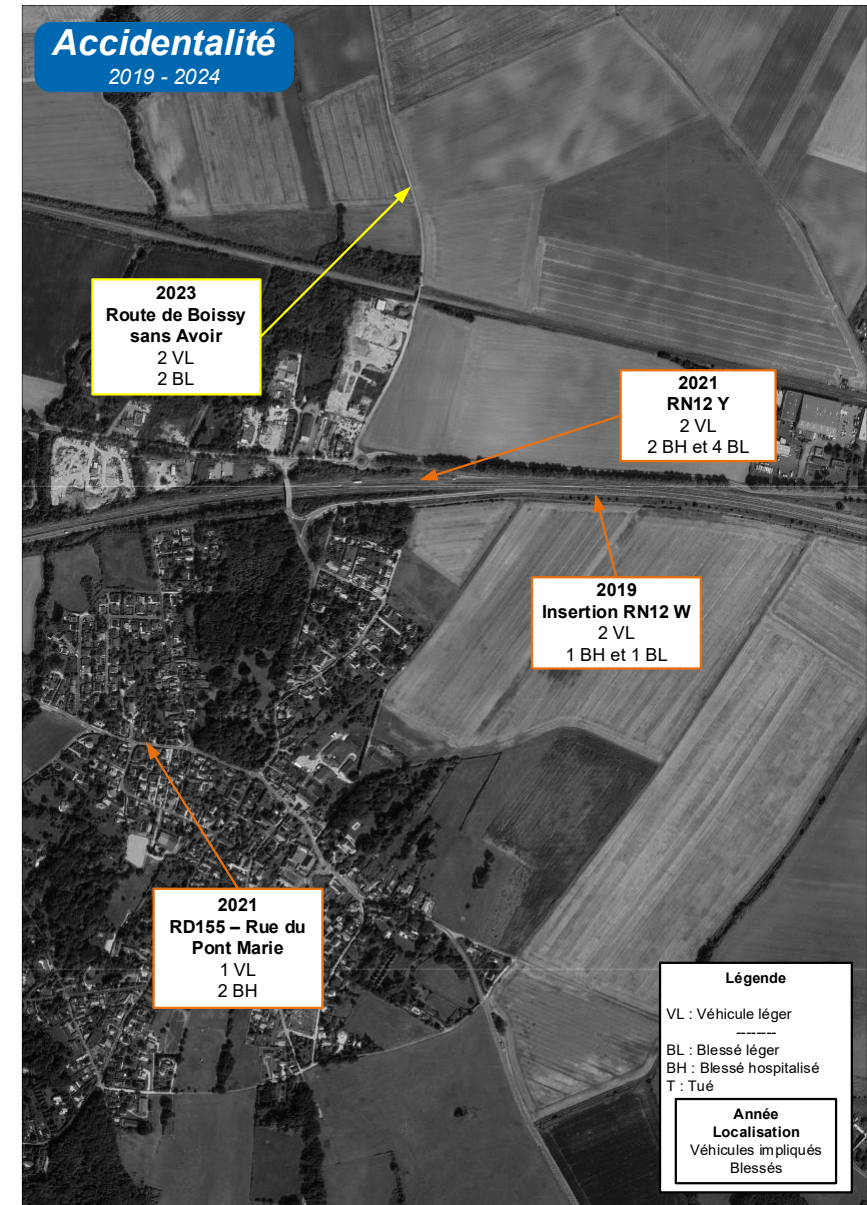 Accidentalité
2019 - 2024
2023
Route de Boissy
sans Avoir
2 VL
2 BL
2021
RN12 Y
2 VL
2 BH et 4 BL
2019
Insertion RN12 W
2 VL
1 BH et 1 BL
2021
RD155 – Rue du
Pont Marie
1 VL
2 BH
Légende
VL : Véhicule léger
--------
BL : Blessé léger
BH : Blessé hospitalisé
T : Tué
Année
Localisation
Véhicules impliqués
Blessés